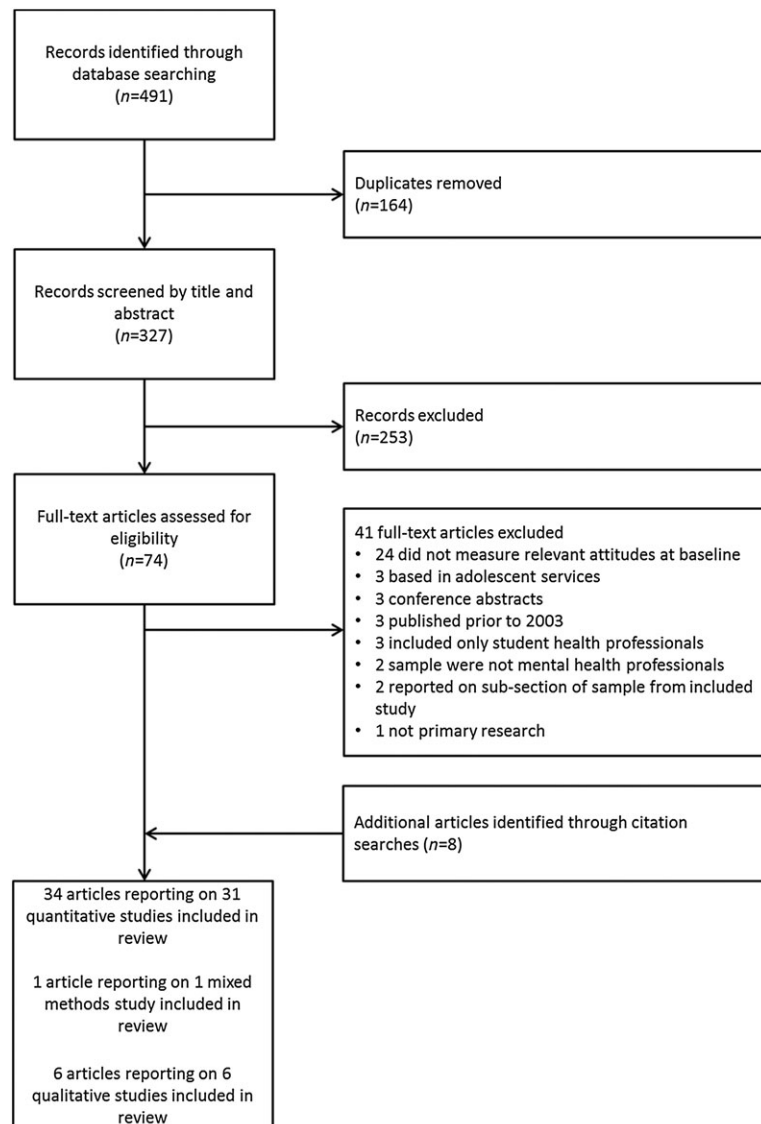 Records identified through
database searching
(n=491)
Duplicates removed
(n=164)
Records screened by title and
abstract
(n=327)
Records excluded
(n=253)
Full-text articles assessed for
eligibility
(n=74)
41 full-text articles excluded
• 24 did not measure relevant attitudes at baseline
• 3 based in adolescent services
• 3 conference abstracts
• 3 published prior to 2003
• 3 included only student health professionals
• 2 sample were not mental health professionals
• 2 reported on sub-section of sample from included
study
• 1 not primary research
Additional articles identified through citation
searches (n=8)
34 articles reporting on 31
quantitative studies included in
review
1 article reporting on 1 mixed
methods study included in
review
6 articles reporting on 6
qualitative studies included in
review